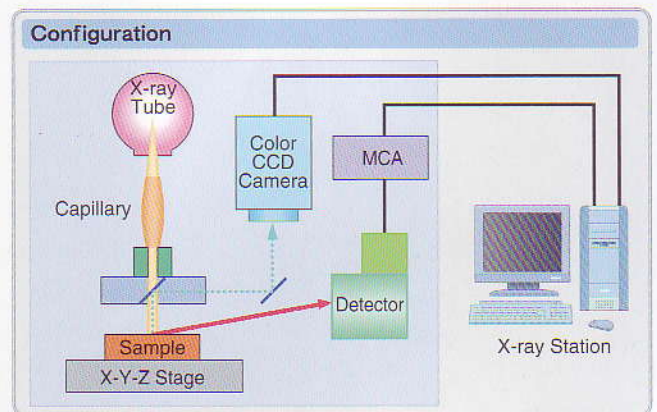 Configuration
X-ray
Tube
Color
CCD
Camera
MCA
Capillary
Detector
Sample
X-Y-Z Stage
X-ray Station